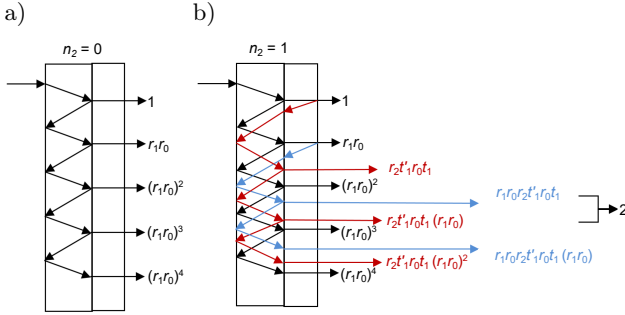 a)
n₂ = 0
1
r₁r₀
(r₁r₀)²
(r₁r₀)³
(r₁r₀)⁴
b)
n₂ = 1
1
r₁r₀
r₂t'₁r₀t₁
(r₁r₀)²
r₁r₀r₂t'₁r₀t₁
2
r₂t'₁r₀t₁ (r₁r₀)
(r₁r₀)³
r₁r₀r₂t'₁r₀t₁ (r₁r₀)
r₂t'₁r₀t₁ (r₁r₀)²
(r₁r₀)⁴